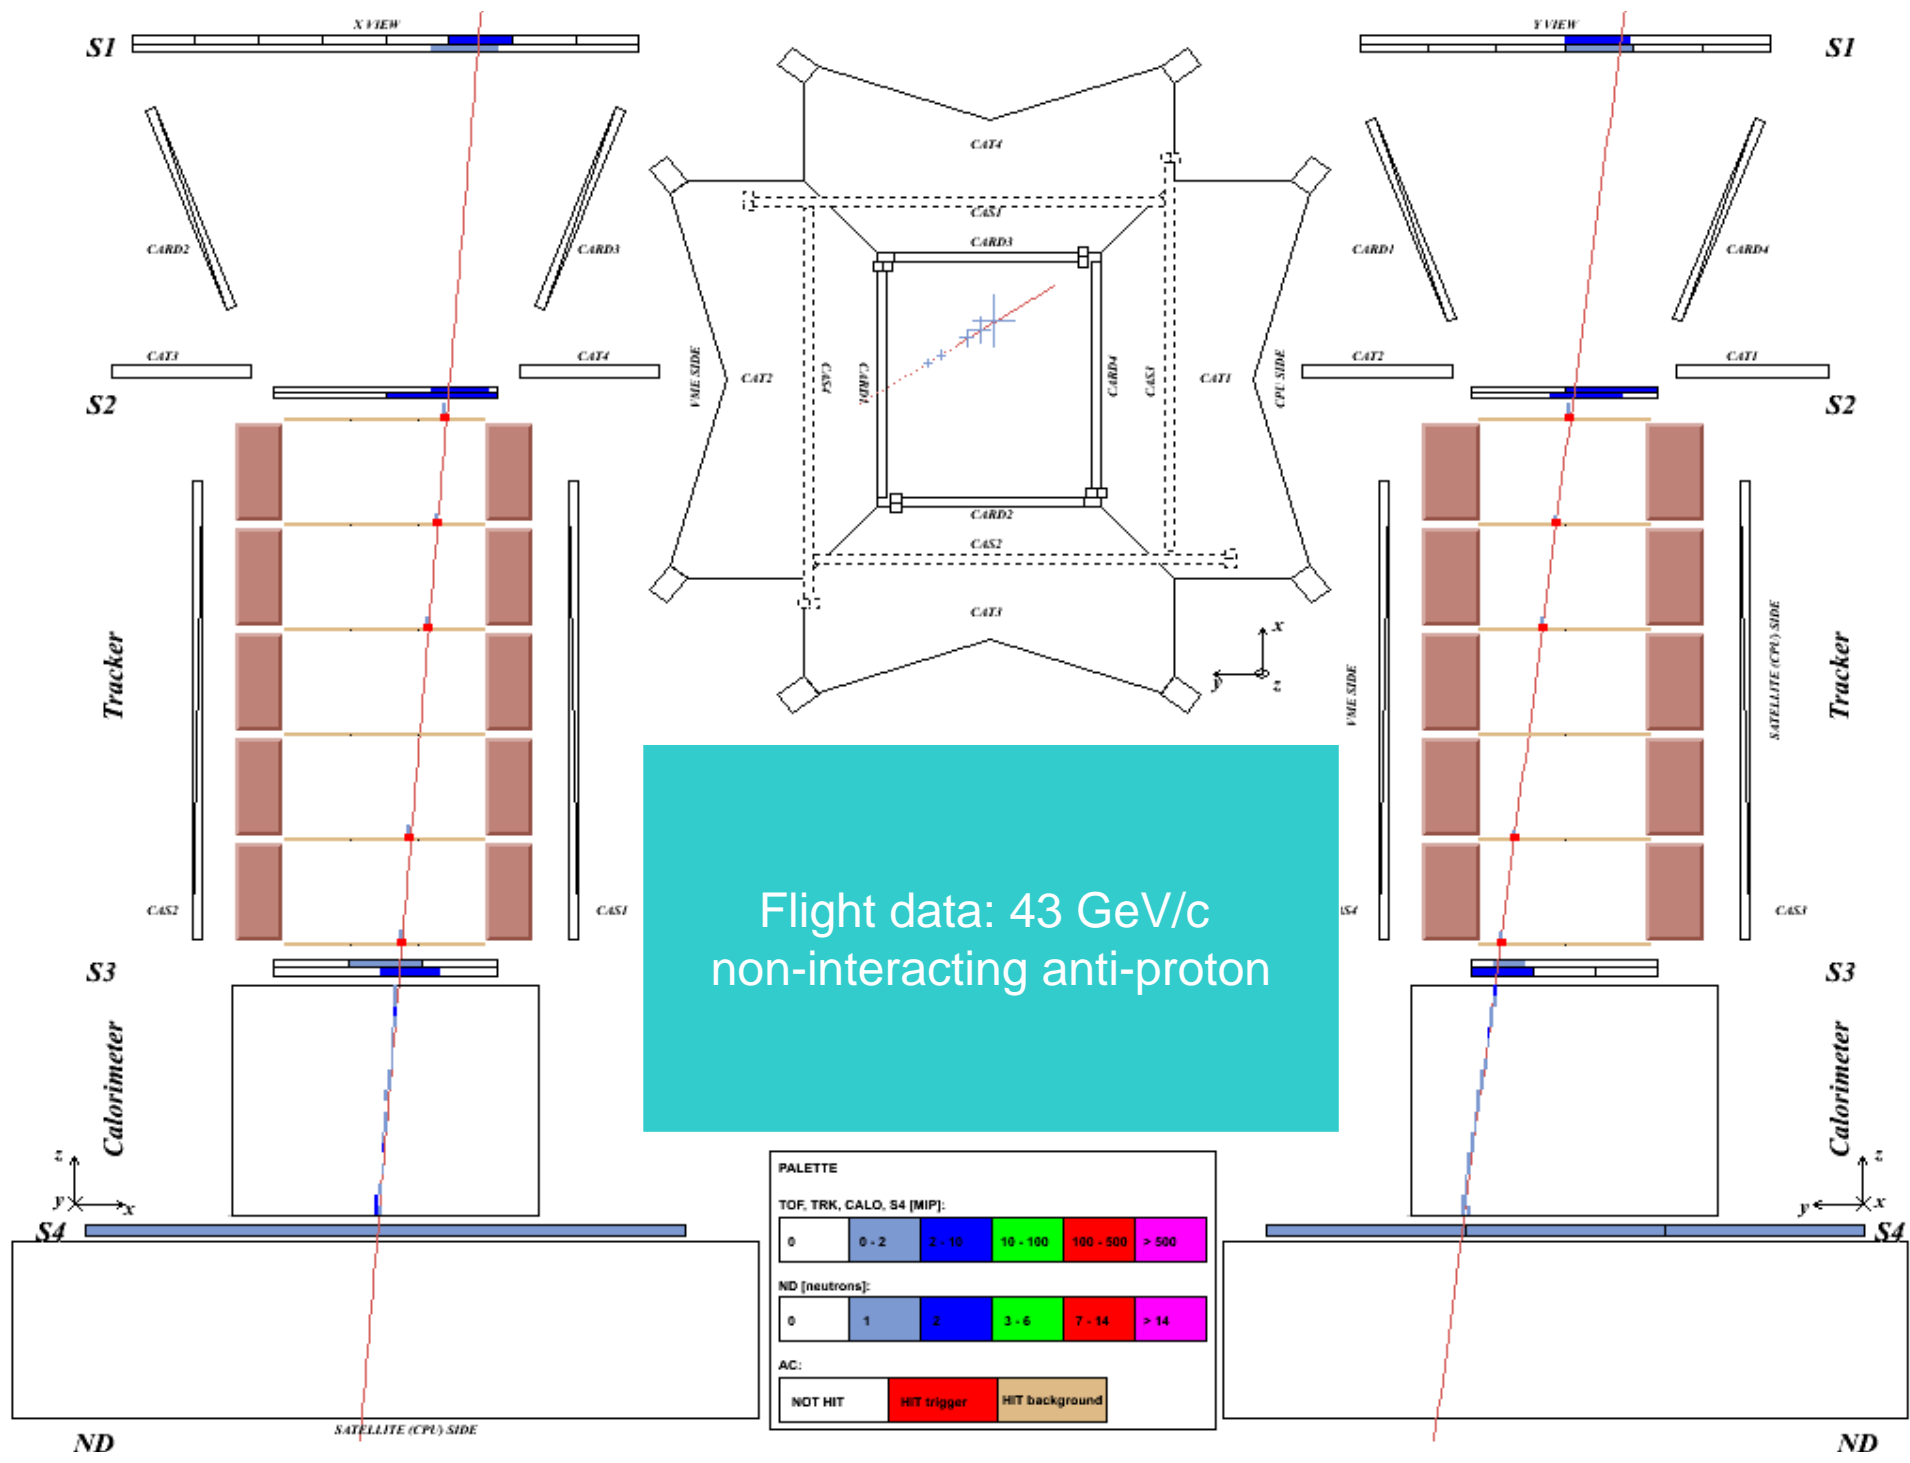 X VIEW
Y VIEW
S1
S1
CAT4
CAS1
CARD3
CARD2
CARD3
CARD1
CARD4
CAT3
CAT4
VME SIDE
CAT2
CAS4
CARD1
CARD4
CAS3
CAT1
CPU SIDE
CAT2
CAT1
S2
S2
CARD2
CAS2
CAT3
x
y
z
Tracker
VME SIDE
SATELLITE (CPU) SIDE
Tracker
CAS2
CAS1
Flight data: 43 GeV/c
non-interacting anti-proton
AS4
CAS3
S3
S3
Calorimeter
Calorimeter
z
y
x
z
y
x
S4
S4
PALETTE
TOF, TRK, CALO, S4 [MIP]:
0 0 - 2 2 - 10 10 - 100 100 - 500 > 500
ND [neutrons]:
0 1 2 3 - 6 7 - 14 > 14
AC:
NOT HIT HIT trigger HIT background
SATELLITE (CPU) SIDE
ND
ND